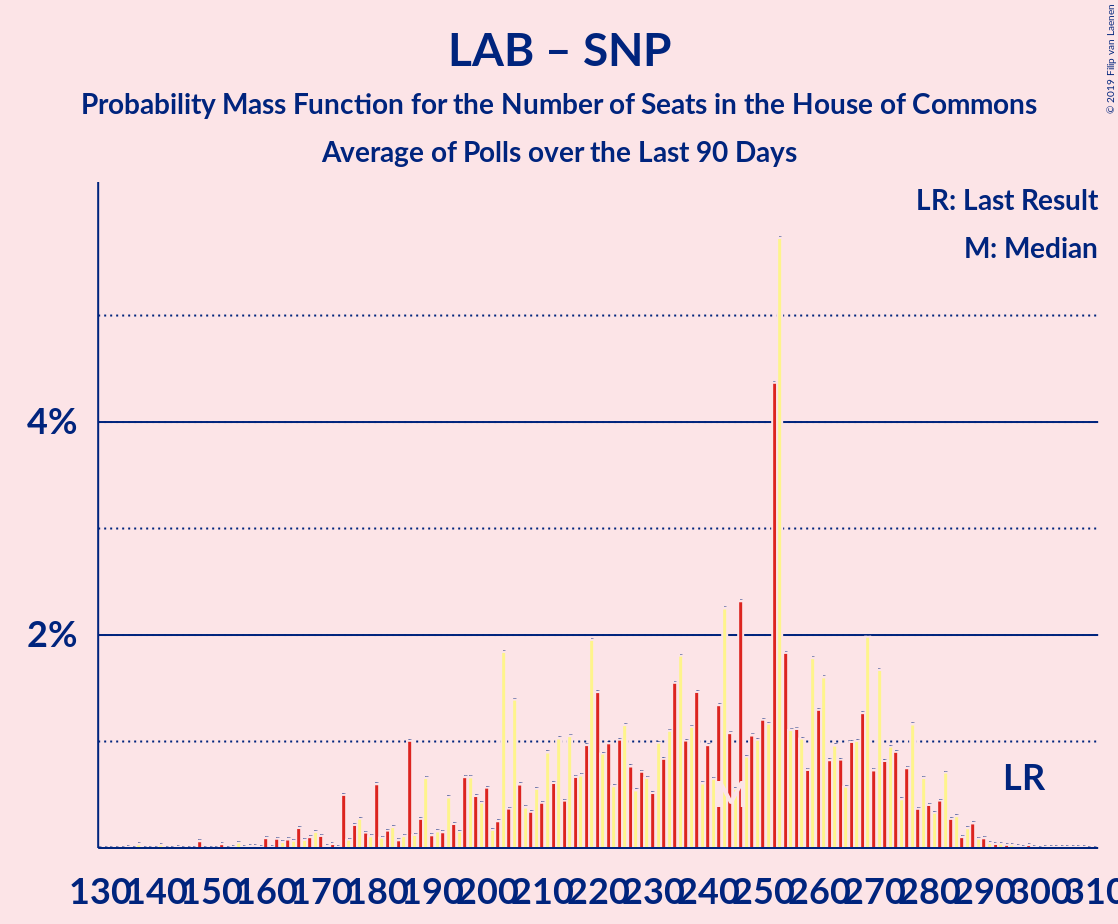 LAB – SNP
Probability Mass Function for the Number of Seats in the House of Commons
Average of Polls over the Last 90 Days
© 2019 Filip van Laenen
LR: Last Result
M: Median
4%
2%
M
LR
130 140 150 160 170 180 190 200 210 220 230 240 250 260 270 280 290 300 310